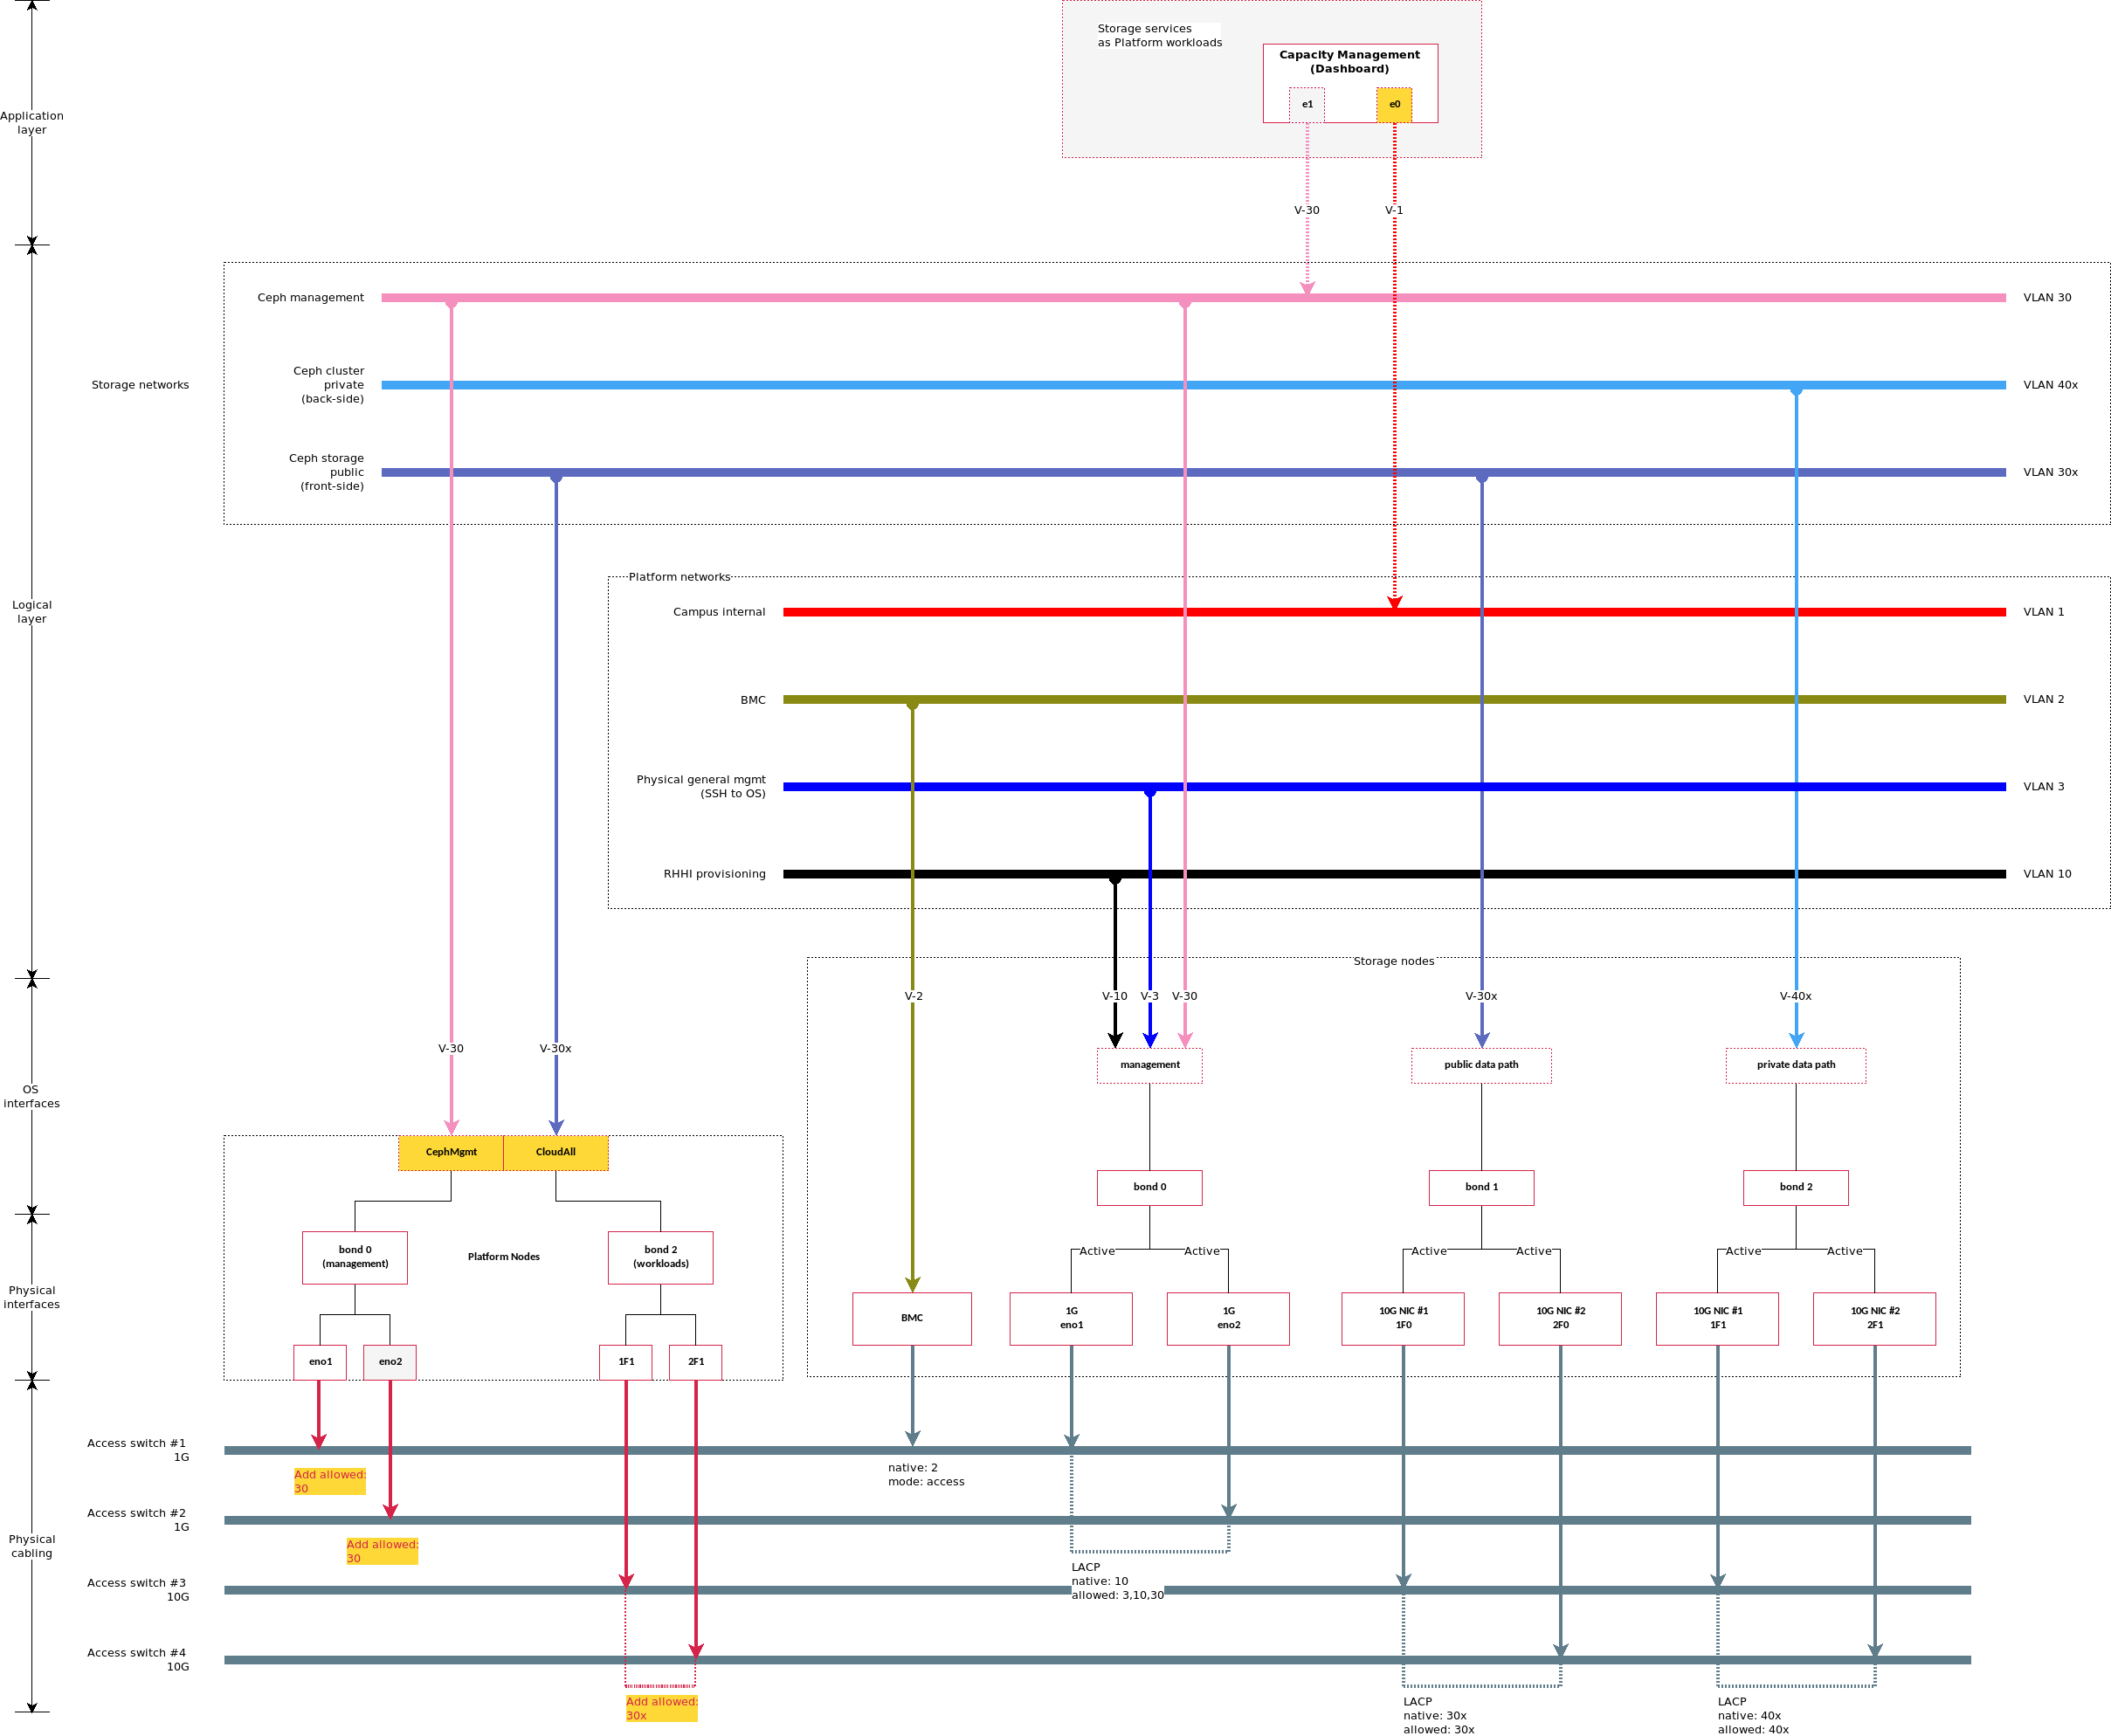 Storage services
as Platform workloads
Capacity Management
(Dashboard)
e1
e0
Application
layer
V-30
V-1
Ceph management
VLAN 30
Storage networks
Ceph cluster
private
(back-side)
VLAN 40x
Ceph storage
public
(front-side)
VLAN 30x
Logical
layer
Platform networks
Campus internal
VLAN 1
BMC
VLAN 2
Physical general mgmt
(SSH to OS)
VLAN 3
RHHI provisioning
VLAN 10
Storage nodes
V-2
V-10
V-3
V-30
V-30x
V-40x
V-30
V-30x
OS
interfaces
management
public data path
private data path
CephMgmt
CloudAll
bond 0
bond 1
bond 2
bond 0
(management)
Platform Nodes
bond 2
(workloads)
Active
Active
Active
Active
Active
Active
Physical
interfaces
BMC
1G
eno1
1G
eno2
10G NIC #1
1F0
10G NIC #2
2F0
10G NIC #1
1F1
10G NIC #2
2F1
eno1
eno2
1F1
2F1
Access switch #1
1G
Add allowed:
30
native: 2
mode: access
Access switch #2
1G
Add allowed:
30
Physical
cabling
Access switch #3
10G
LACP
native: 10
allowed: 3,10,30
Access switch #4
10G
Add allowed:
30x
LACP
native: 30x
allowed: 30x
LACP
native: 40x
allowed: 40x